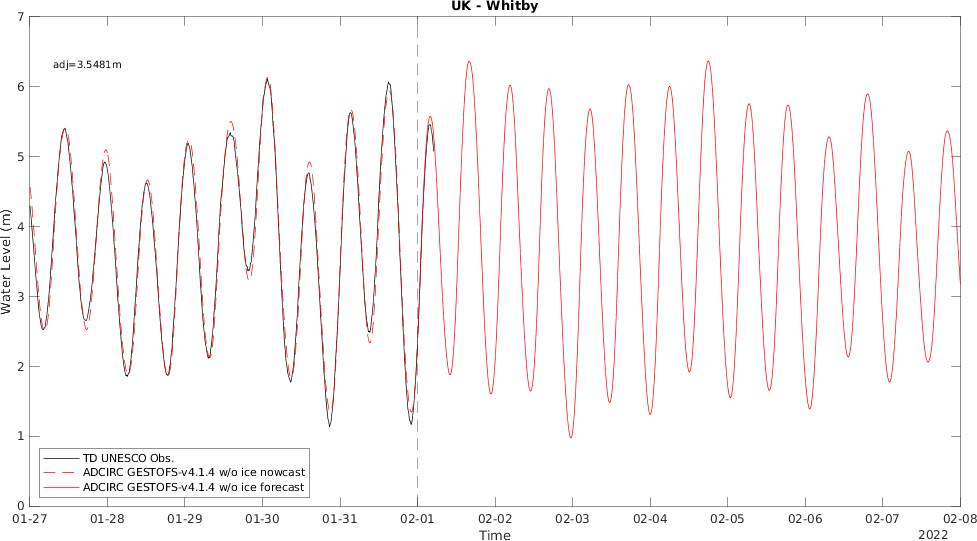 UK - Whitby
adj=3.5481m
Water Level (m)
7
6
5
4
3
2
1
0
TD UNESCO Obs.
ADCIRC GESTOFS-v4.1.4 w/o ice nowcast
ADCIRC GESTOFS-v4.1.4 w/o ice forecast
01-27 01-28 01-29 01-30 01-31 02-01 02-02 02-03 02-04 02-05 02-06 02-07 02-08
Time
2022